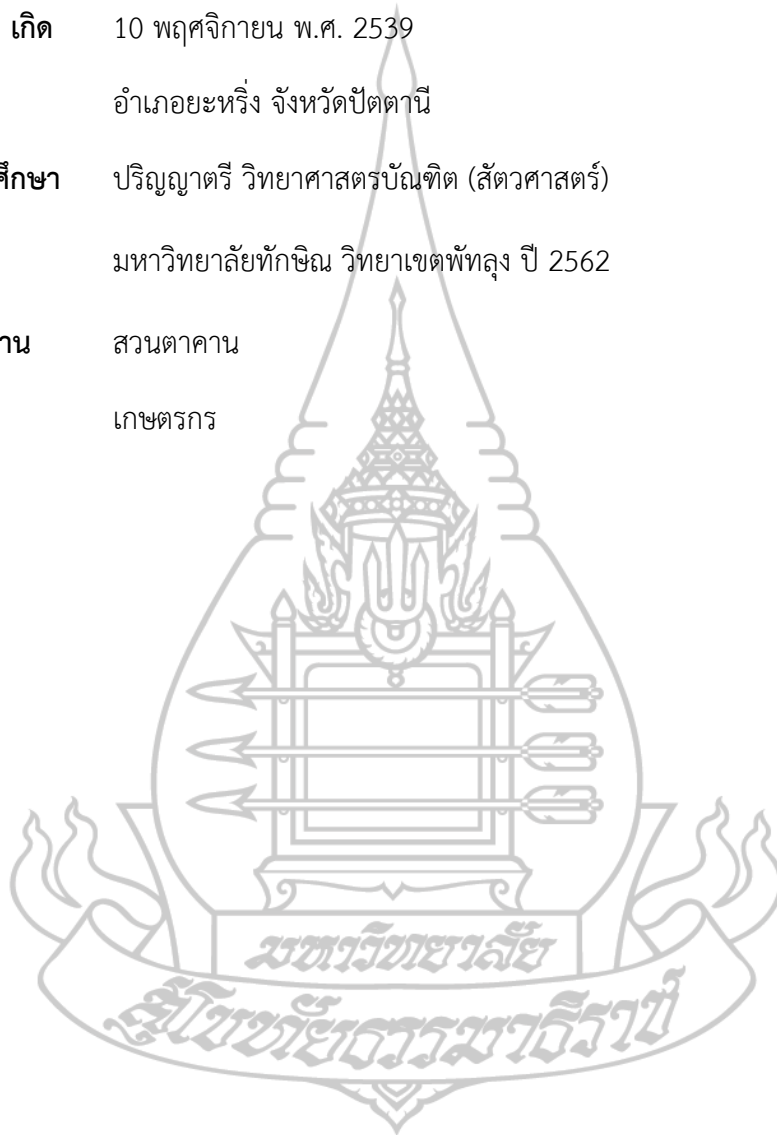 เกิด 10 พฤศจิกายน พ.ศ. 2539
อำเภอยะหริ่ง จังหวัดปัตตานี
ศึกษา ปริญญาตรี วิทยาศาสตรบัณฑิต (สัตวศาสตร์)
มหาวิทยาลัยทักษิณ วิทยาเขตพัทลุง ปี 2562
าน สวนตาคาน
เกษตรกร
มหาวิทยาลัย
สุโขทัยธรรมาธิราช